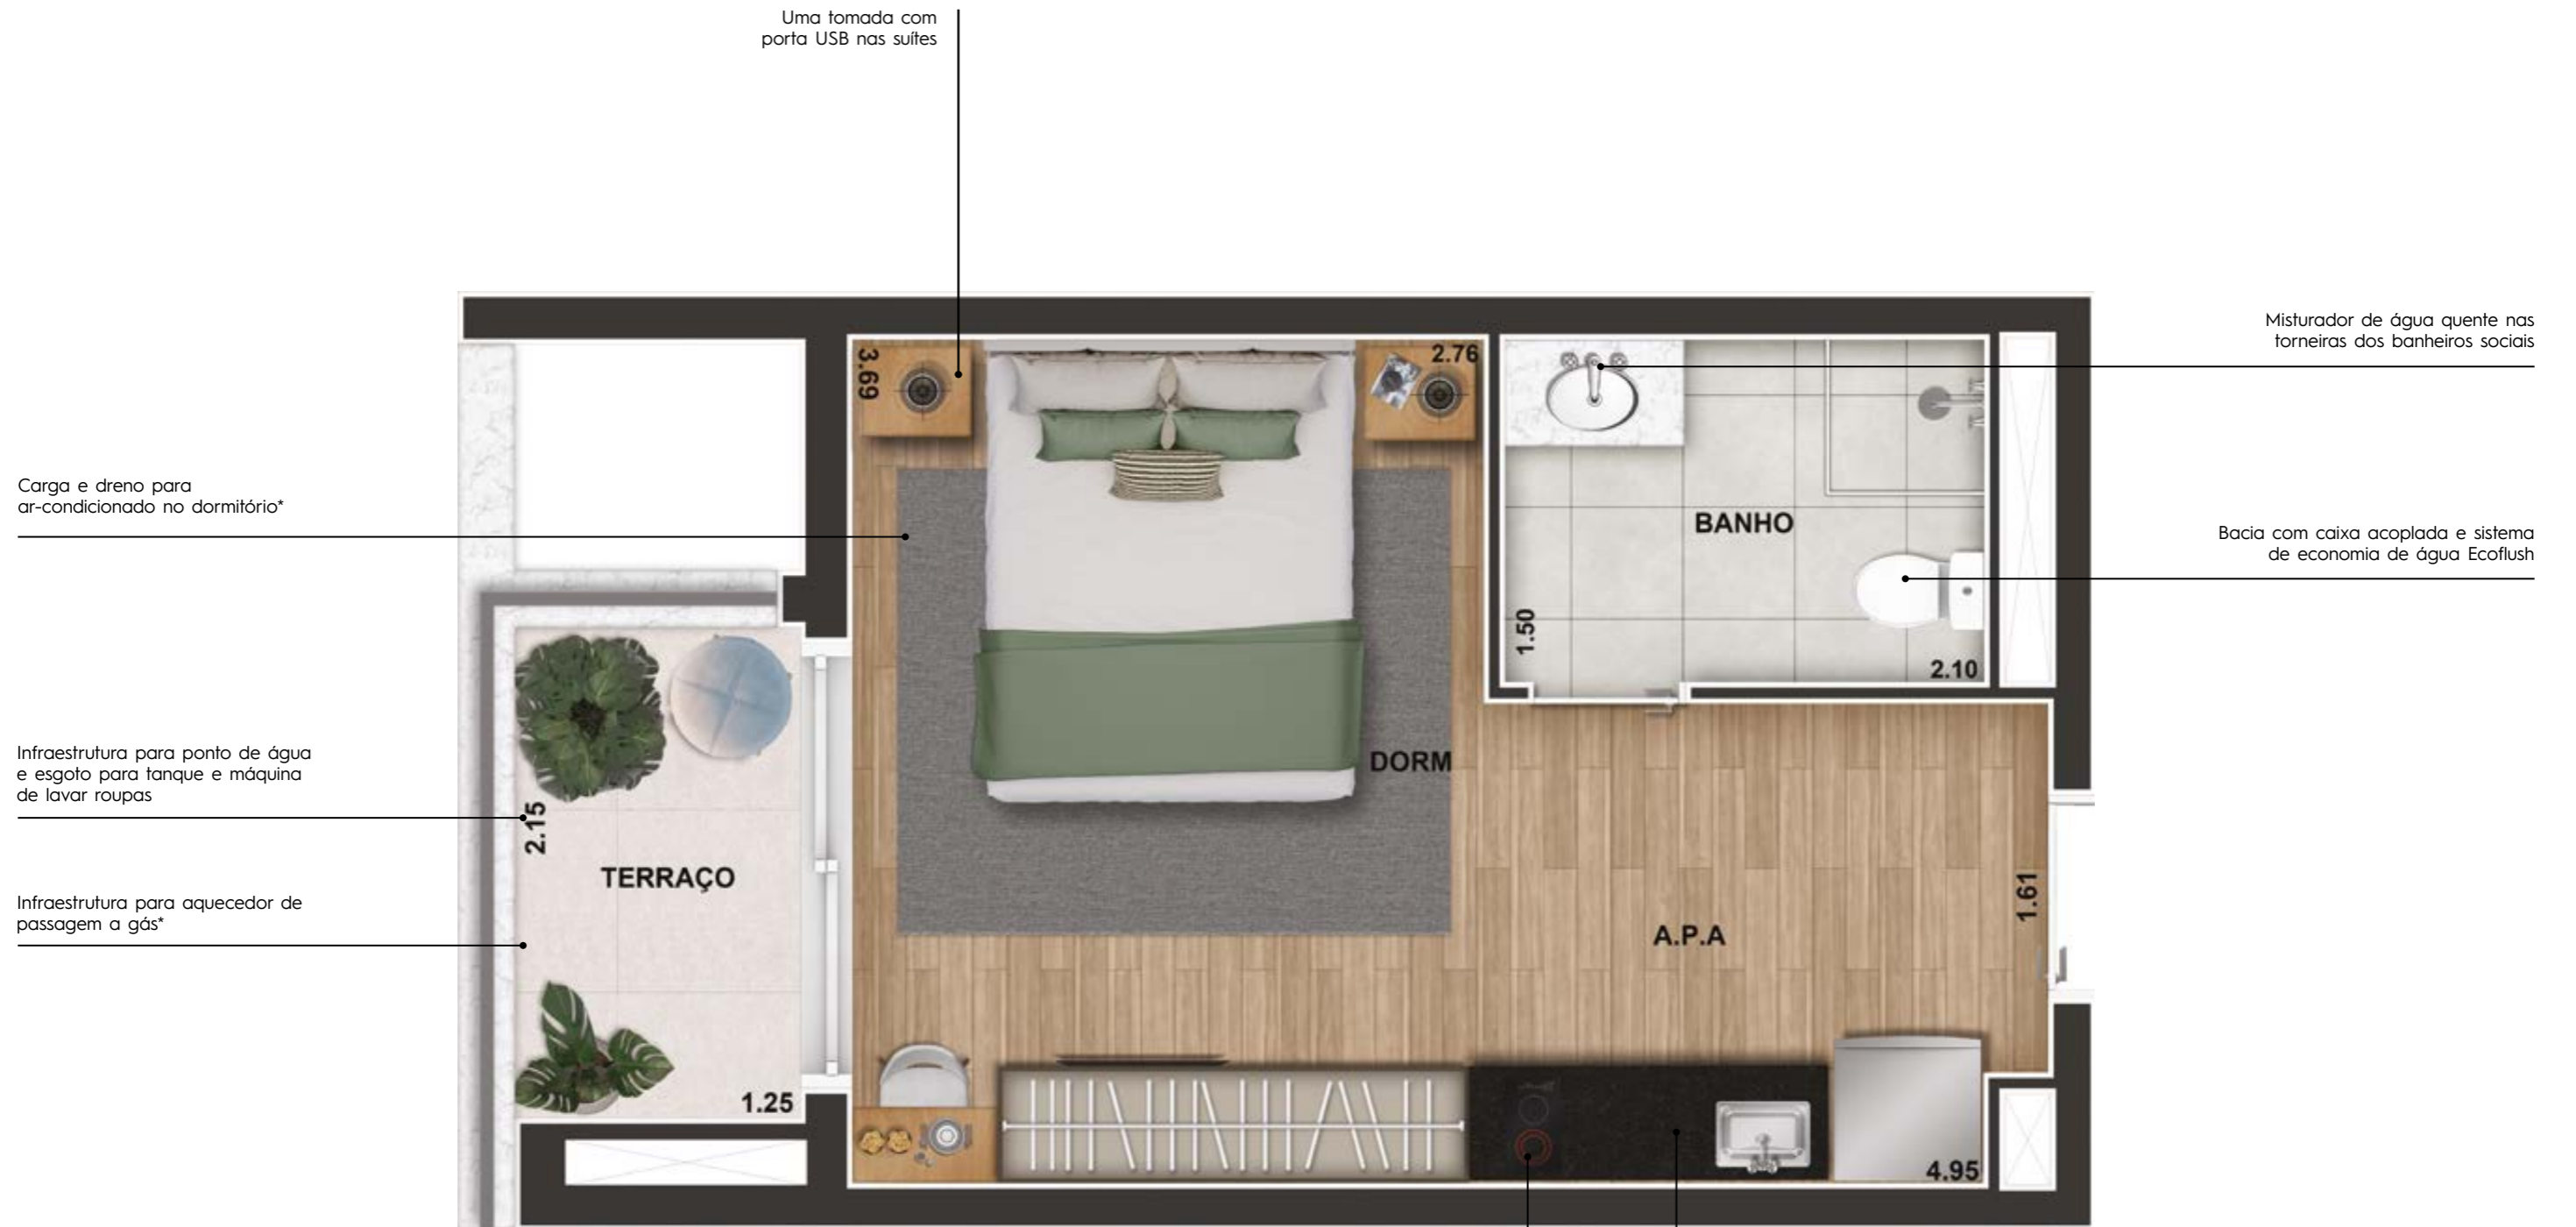 Uma tomada com
porta USB nas suítes
Misturador de água quente nas
torneiras dos banheiros sociais
3.69
2.76
Carga e dreno para
ar-condicionado no dormitório*
BANHO
Bacia com caixa acoplada e sistema
de economia de água Ecoflush
1.50
2.10
Infraestrutura para ponto de água
e esgoto para tanque e máquina
de lavar roupas
DORM
2.15
TERRAÇO
Infraestrutura para aquecedor de
passagem a gás*
1.61
A.P.A
1.25
4.95